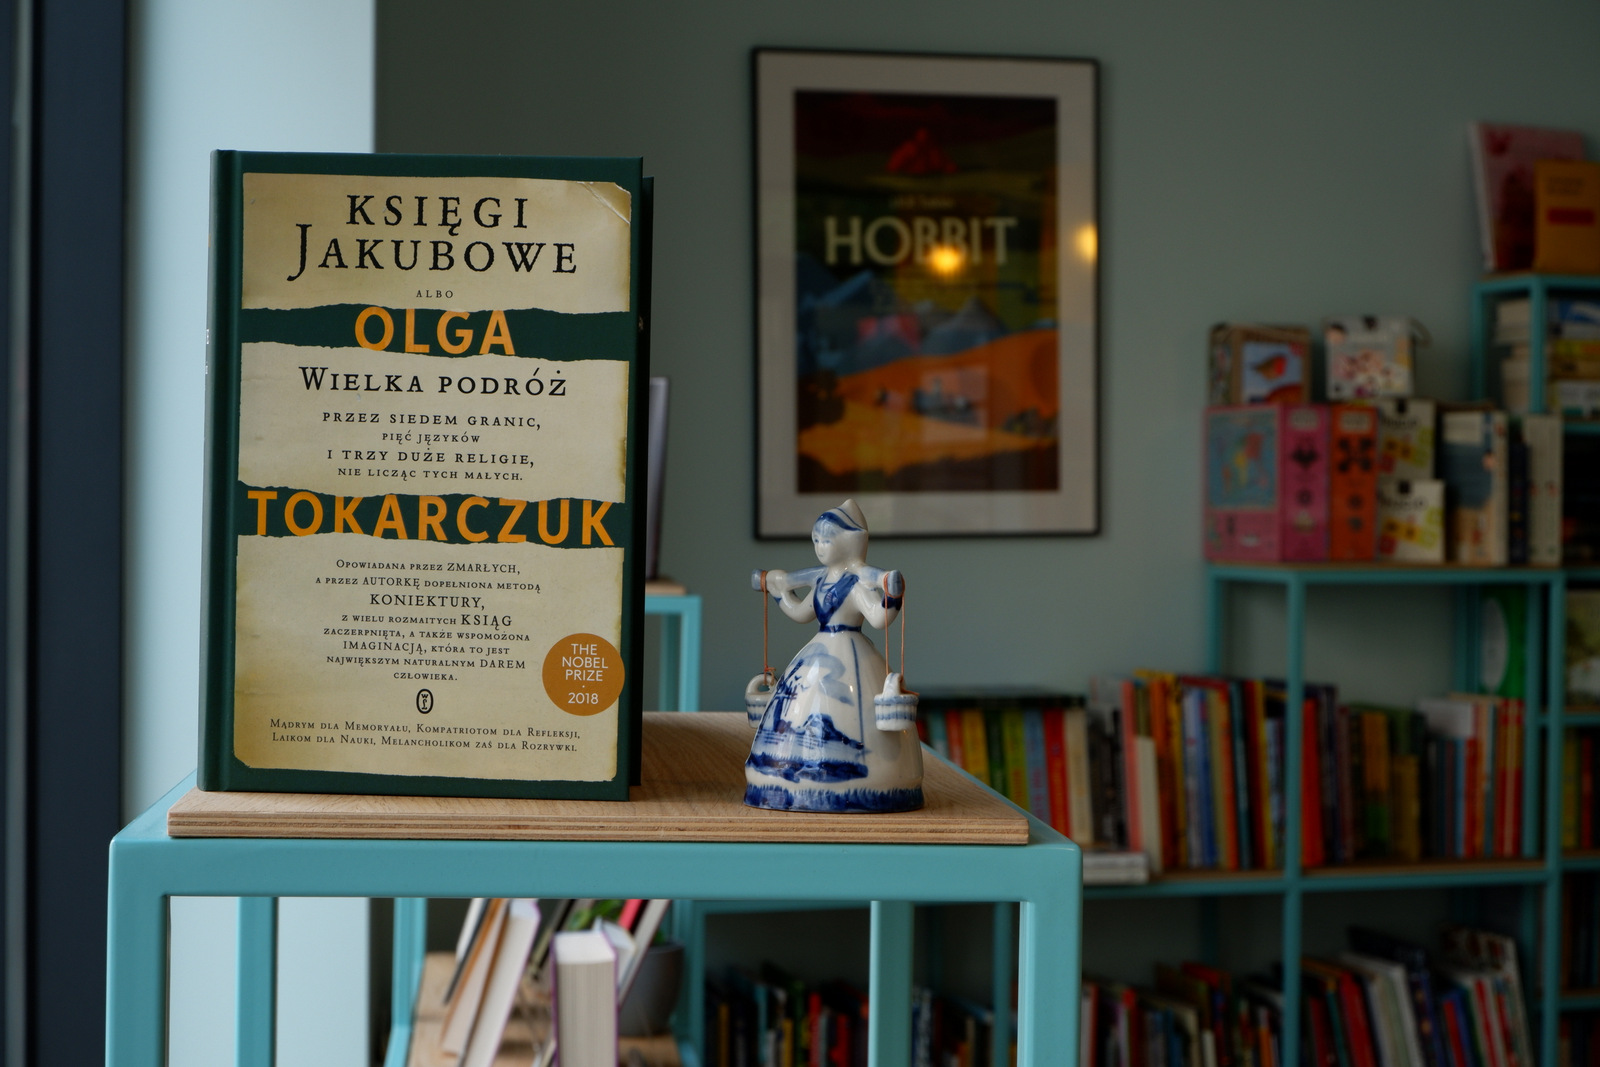 KSIĘGI
JAKUBOWE
ALBO
OLGA
WIELKA PODRÓŻ
PRZEZ SIEDEM GRANIC,
PIĘĆ JĘZYKÓW
I TRZY DUŻE RELIGIE,
NIE LICZĄC TYCH MAŁYCH.
TOKARCZUK
OPOWIADANA PRZEZ ZMARŁYCH,
A PRZEZ AUTORKĘ DOPEŁNIONA METODĄ
KONIEKTURY,
Z WIELU ROZMAITYCH KSIĄG
ZACZERPNIĘTA, A TAKŻE WSPOMOŻONA
IMAGINACJĄ, KTÓRA TO JEST
NAJWIĘKSZYM NATURALNYM DAREM
CZŁOWIEKA.
THE
NOBEL
PRIZE
2018
MĄDRYM DLA MEMORYAŁU, KOMPATRIOTOM DLA REFLEKSJI,
LAIKOM DLA NAUKI, MELANCHOLIKOM ZAŚ DLA ROZRYWKI.
HOBBIT